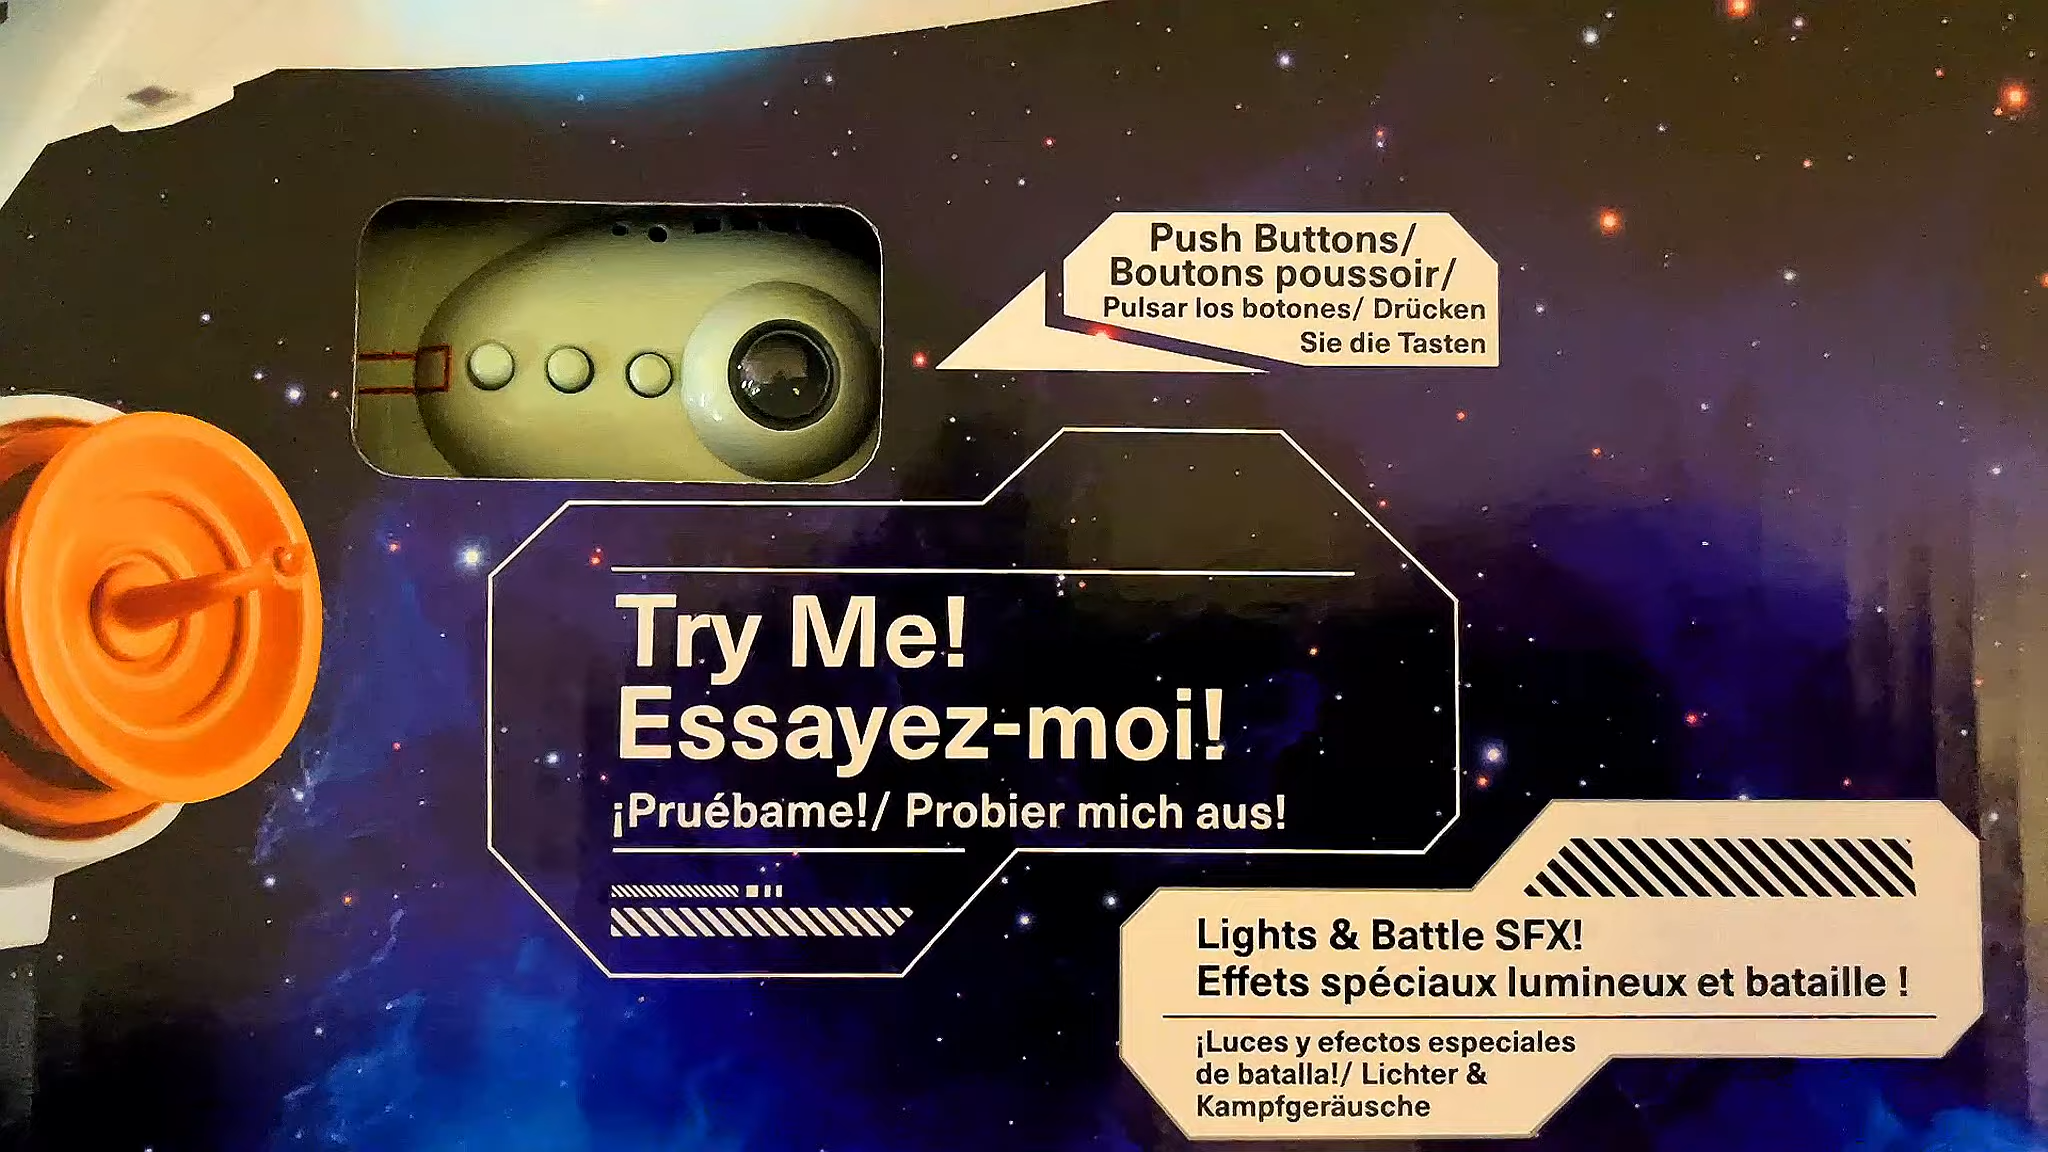 Push Buttons/
Boutons poussoir/
Pulsar los botones/ Drücken
Sie die Tasten
Try Me!
Essayez-moi!
¡Pruébame!/ Probier mich aus!
Lights & Battle SFX!
Effets spéciaux lumineux et bataille !
¡Luces y efectos especiales
de batalla!/ Lichter &
Kampfgeräusche